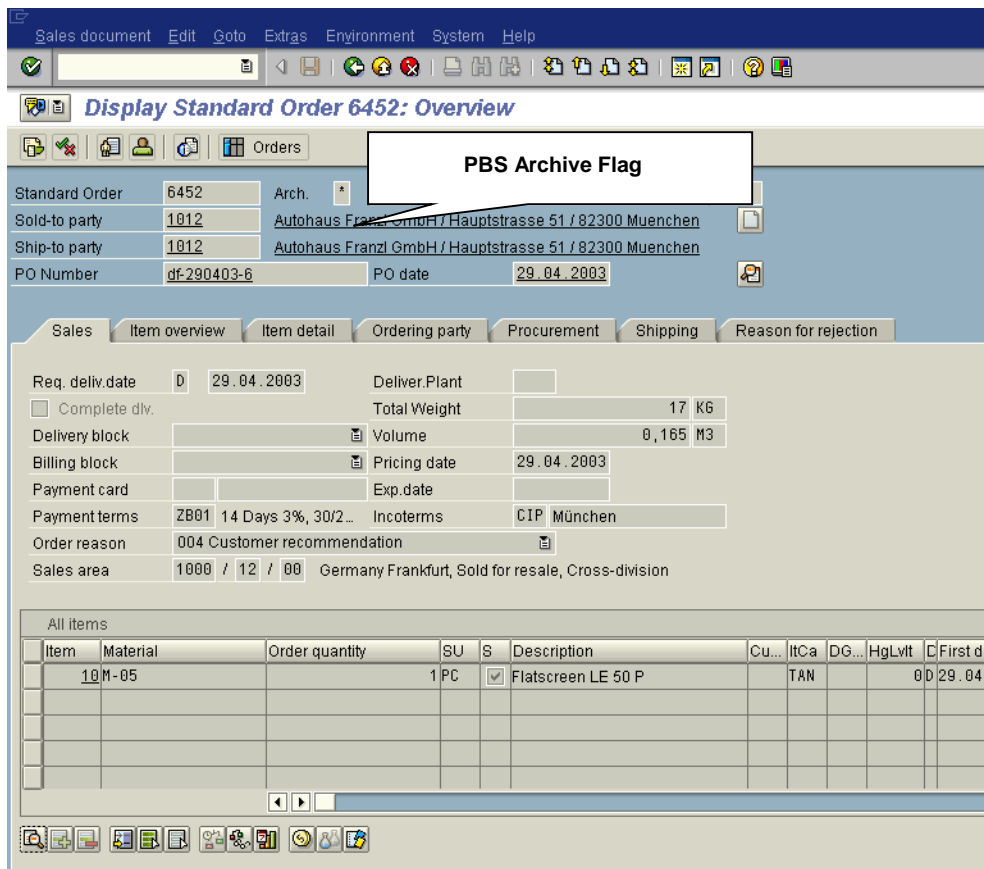 Sales document Edit Goto Extras Environment System Help
Display Standard Order 6452: Overview
Orders
PBS Archive Flag
Standard Order 6452 Arch. *
Sold-to party 1012 Autohaus Franzl GmbH / Hauptstrasse 51 / 82300 Muenchen
Ship-to party 1012 Autohaus Franzl GmbH / Hauptstrasse 51 / 82300 Muenchen
PO Number df-290403-6 PO date 29.04.2003
Sales Item overview Item detail Ordering party Procurement Shipping Reason for rejection
Req. deliv.date D 29.04.2003 Deliver.Plant
Complete dlv. Total Weight 17 KG
Delivery block Volume 0,165 M3
Billing block Pricing date 29.04.2003
Payment card Exp.date
Payment terms ZB01 14 Days 3%, 30/2... Incoterms CIP München
Order reason 004 Customer recommendation
Sales area 1000 / 12 / 00 Germany Frankfurt, Sold for resale, Cross-division
All items
Item Material Order quantity SU S Description Cu... ItCa DG... HgLvIt D First d
10 M-05 1 PC Flatscreen LE 50 P TAN 0 D 29.04